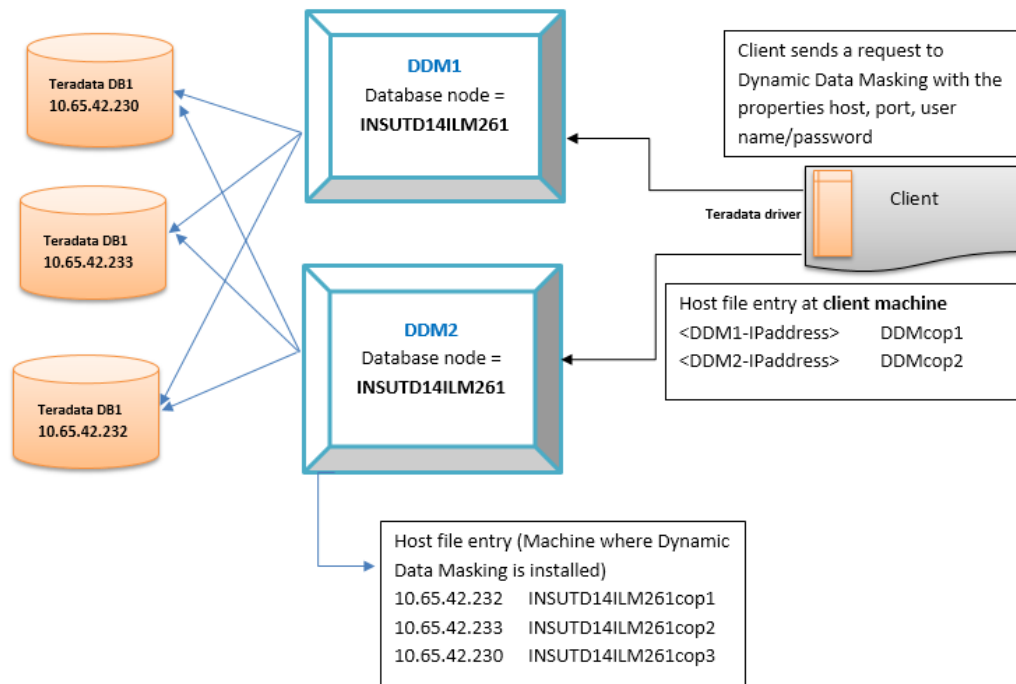 Teradata DB1
10.65.42.230
Teradata DB1
10.65.42.233
Teradata DB1
10.65.42.232
DDM1
Database node =
INSUTD14ILM261
DDM2
Database node =
INSUTD14ILM261
Client sends a request to
Dynamic Data Masking with the
properties host, port, user
name/password
Teradata driver
Client
Host file entry at client machine
<DDM1-IPaddress> DDMcop1
<DDM2-IPaddress> DDMcop2
Host file entry (Machine where Dynamic
Data Masking is installed)
10.65.42.232 INSUTD14ILM261cop1
10.65.42.233 INSUTD14ILM261cop2
10.65.42.230 INSUTD14ILM261cop3